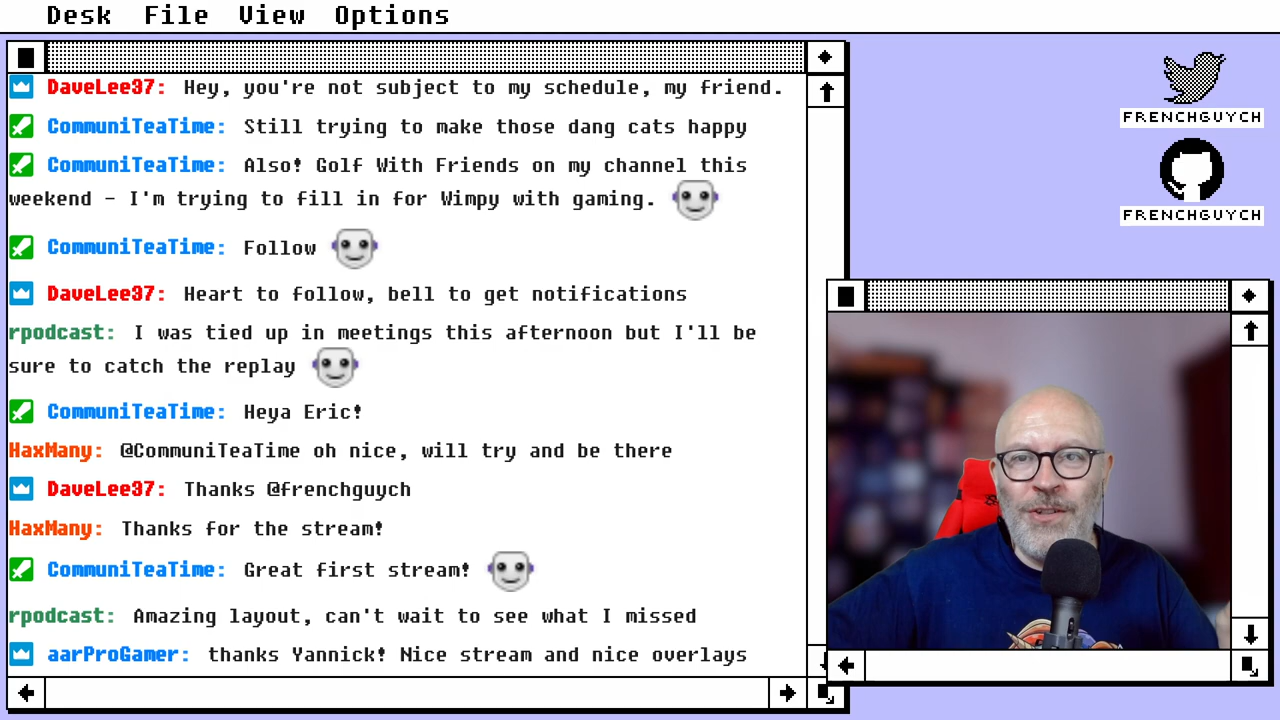 Desk File View Options
DaveLee37: Hey, you're not subject to my schedule, my friend.
CommuniTeaTime: Still trying to make those dang cats happy
CommuniTeaTime: Also! Golf With Friends on my channel this
weekend - I'm trying to fill in for Wimpy with gaming.
CommuniTeaTime: Follow
DaveLee37: Heart to follow, bell to get notifications
rpodcast: I was tied up in meetings this afternoon but I'll be
sure to catch the replay
CommuniTeaTime: Heya Eric!
HaxMany: @CommuniTeaTime oh nice, will try and be there
DaveLee37: Thanks @frenchguych
HaxMany: Thanks for the stream!
CommuniTeaTime: Great first stream!
rpodcast: Amazing layout, can't wait to see what I missed
aarProGamer: thanks Yannick! Nice stream and nice overlays
FRENCHGUYCH
FRENCHGUYCH